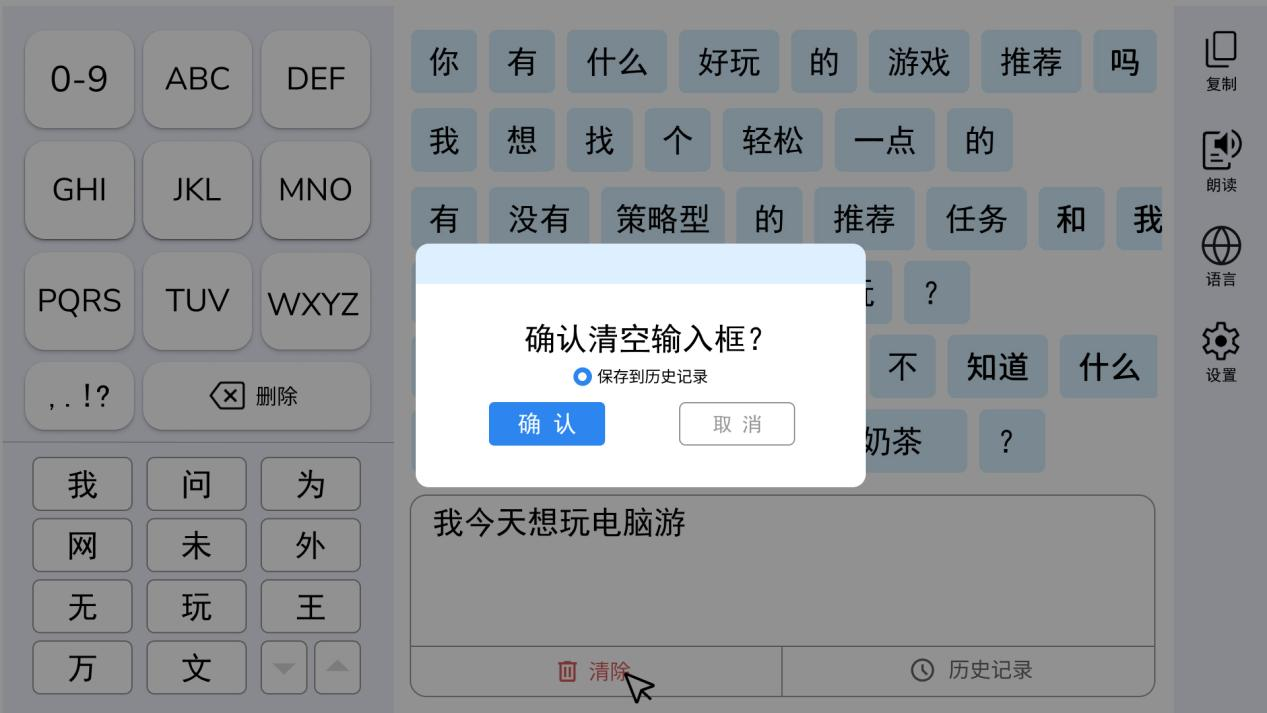 0-9 ABC DEF
GHI JKL MNO
PQRS TUV WXYZ
, . ! ? 删除
我 问 为
网 未 外
无 玩 王
万 文
你 有 什么 好玩 的 游戏 推荐 吗
我 想 找 个 轻松 一点 的
有 没有 策略型 的 推荐 任务 和 我
?
不 知道 什么
奶茶 ?
确认清空输入框?
保存到历史记录
确 认 取 消
我今天想玩电脑游
清除 历史记录
复制
朗读
语言
设置